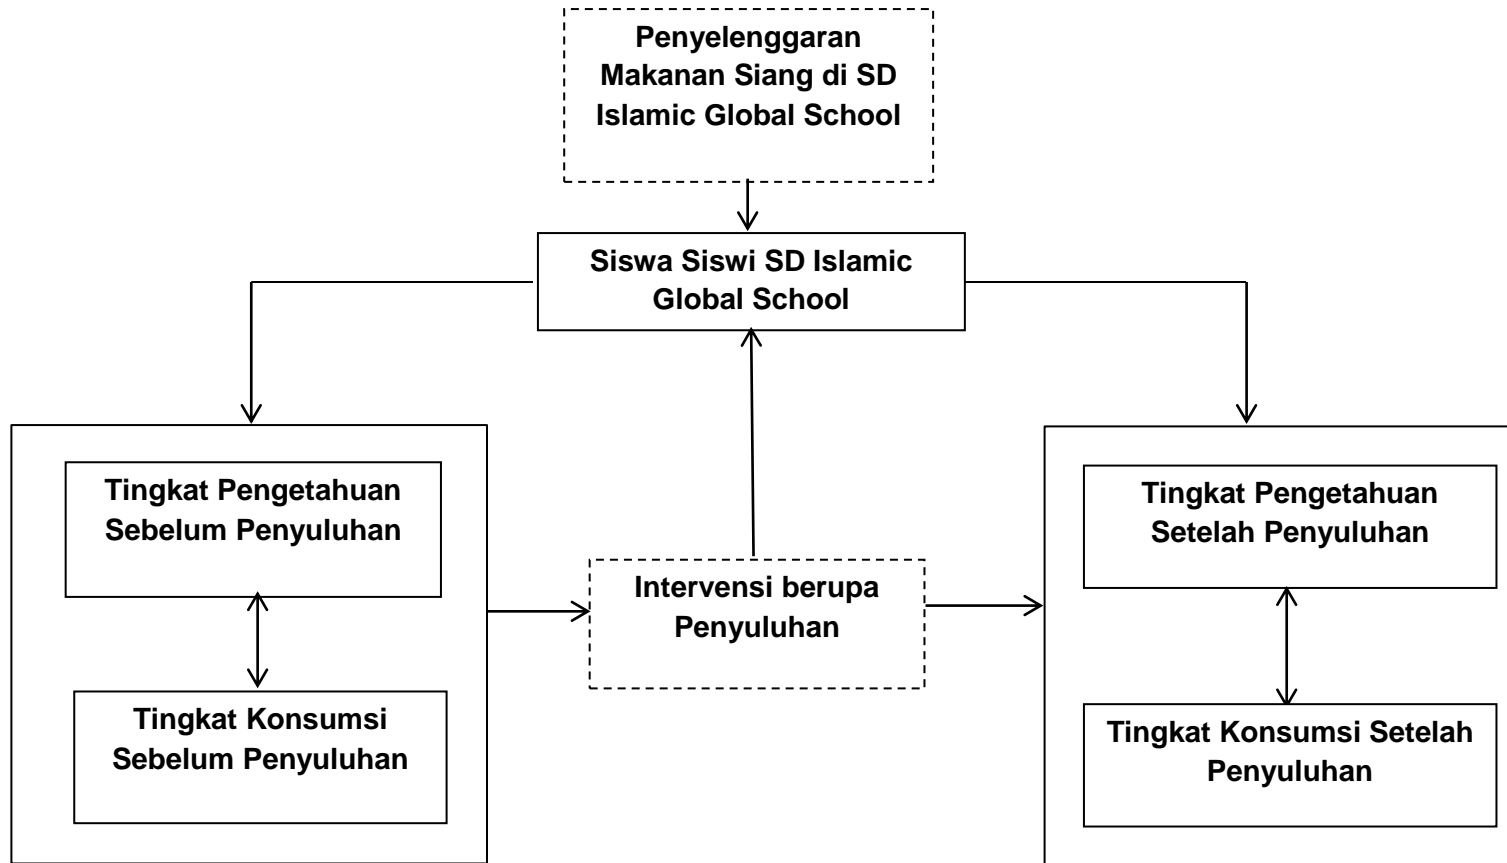 Penyelenggaran
Makanan Siang di SD
Islamic Global School
Siswa Siswi SD Islamic
Global School
Tingkat Pengetahuan
Sebelum Penyuluhan
Tingkat Konsumsi
Sebelum Penyuluhan
Intervensi berupa
Penyuluhan
Tingkat Pengetahuan
Setelah Penyuluhan
Tingkat Konsumsi Setelah
Penyuluhan